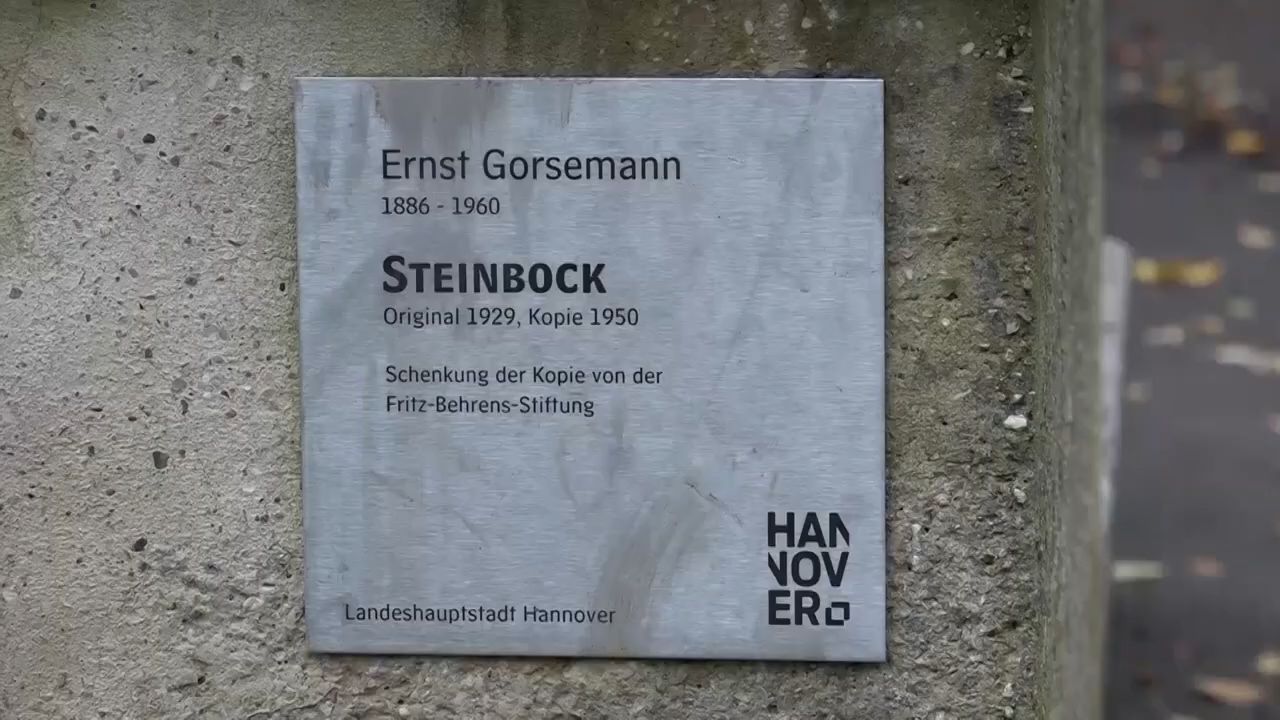 Ernst Gorsemann
1886 - 1960
STEINBOCK
Original 1929, Kopie 1950
Schenkung der Kopie von der
Fritz-Behrens-Stiftung
HAN
NOV
ER
Landeshauptstadt Hannover